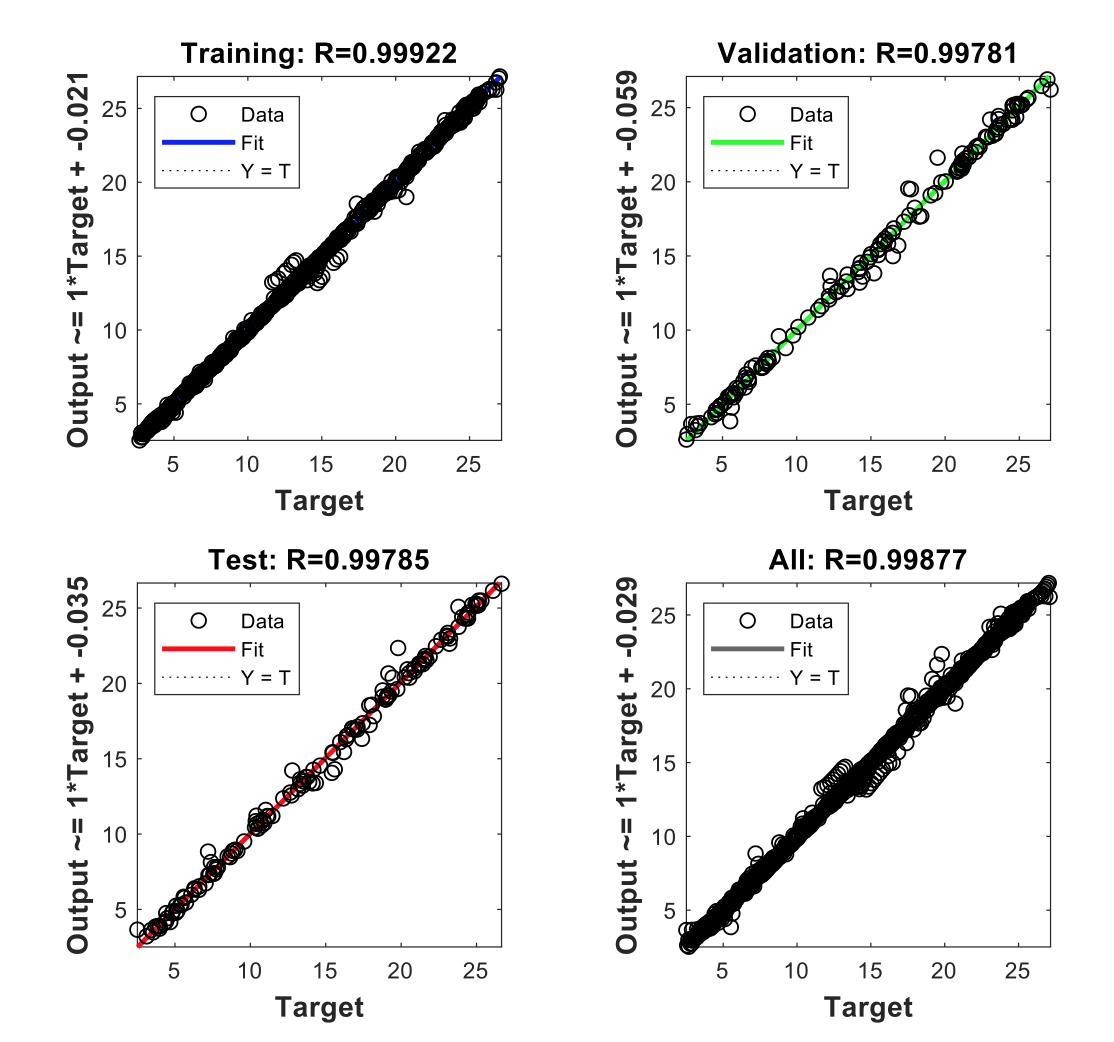 Training: R=0.99922
Output ~= 1*Target + -0.021
25
20
15
10
5
Data
Fit
Y = T
5 10 15 20 25
Target
Validation: R=0.99781
Output ~= 1*Target + -0.059
25
20
15
10
5
Data
Fit
Y = T
5 10 15 20 25
Target
Test: R=0.99785
Output ~= 1*Target + -0.035
25
20
15
10
5
Data
Fit
Y = T
5 10 15 20 25
Target
All: R=0.99877
Output ~= 1*Target + -0.029
25
20
15
10
5
Data
Fit
Y = T
5 10 15 20 25
Target